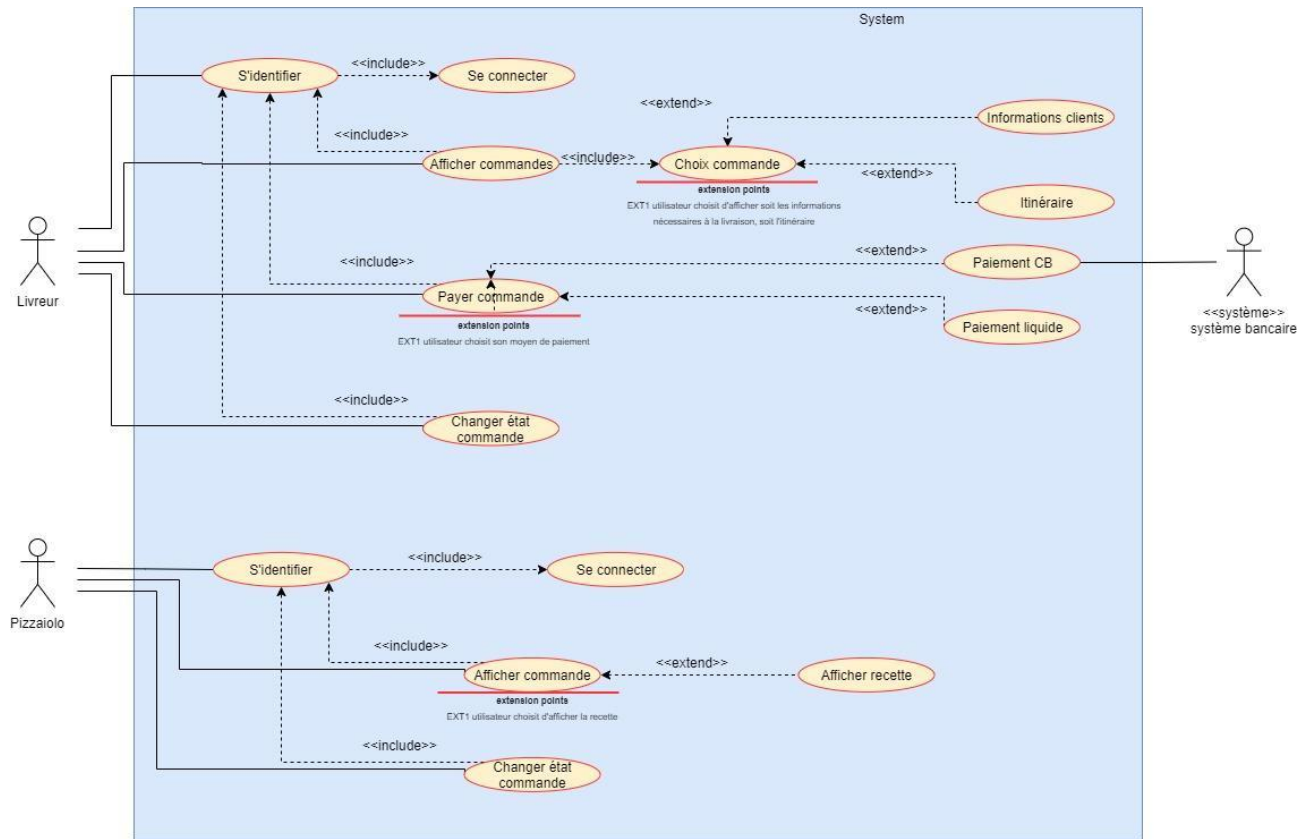 System
<<include>>
S'identifier
Se connecter
<<extend>>
Informations clients
<<include>>
Afficher commandes
<<include>>
Choix commande
<<extend>>
extension points
EXT1 utilisateur choisit d'afficher soit les informations
nécessaires à la livraison, soit l'itinéraire
Itinéraire
<<extend>>
Paiement CB
<<include>>
Livreur
Payer commande
<<extend>>
Paiement liquide
<<système>>
système bancaire
extension points
EXT1 utilisateur choisit son moyen de paiement
<<include>>
Changer état
commande
<<include>>
S'identifier
Se connecter
Pizzaiolo
<<include>>
<<extend>>
Afficher commande
Afficher recette
extension points
EXT1 utilisateur choisit d'afficher la recette
<<include>>
Changer état
commande